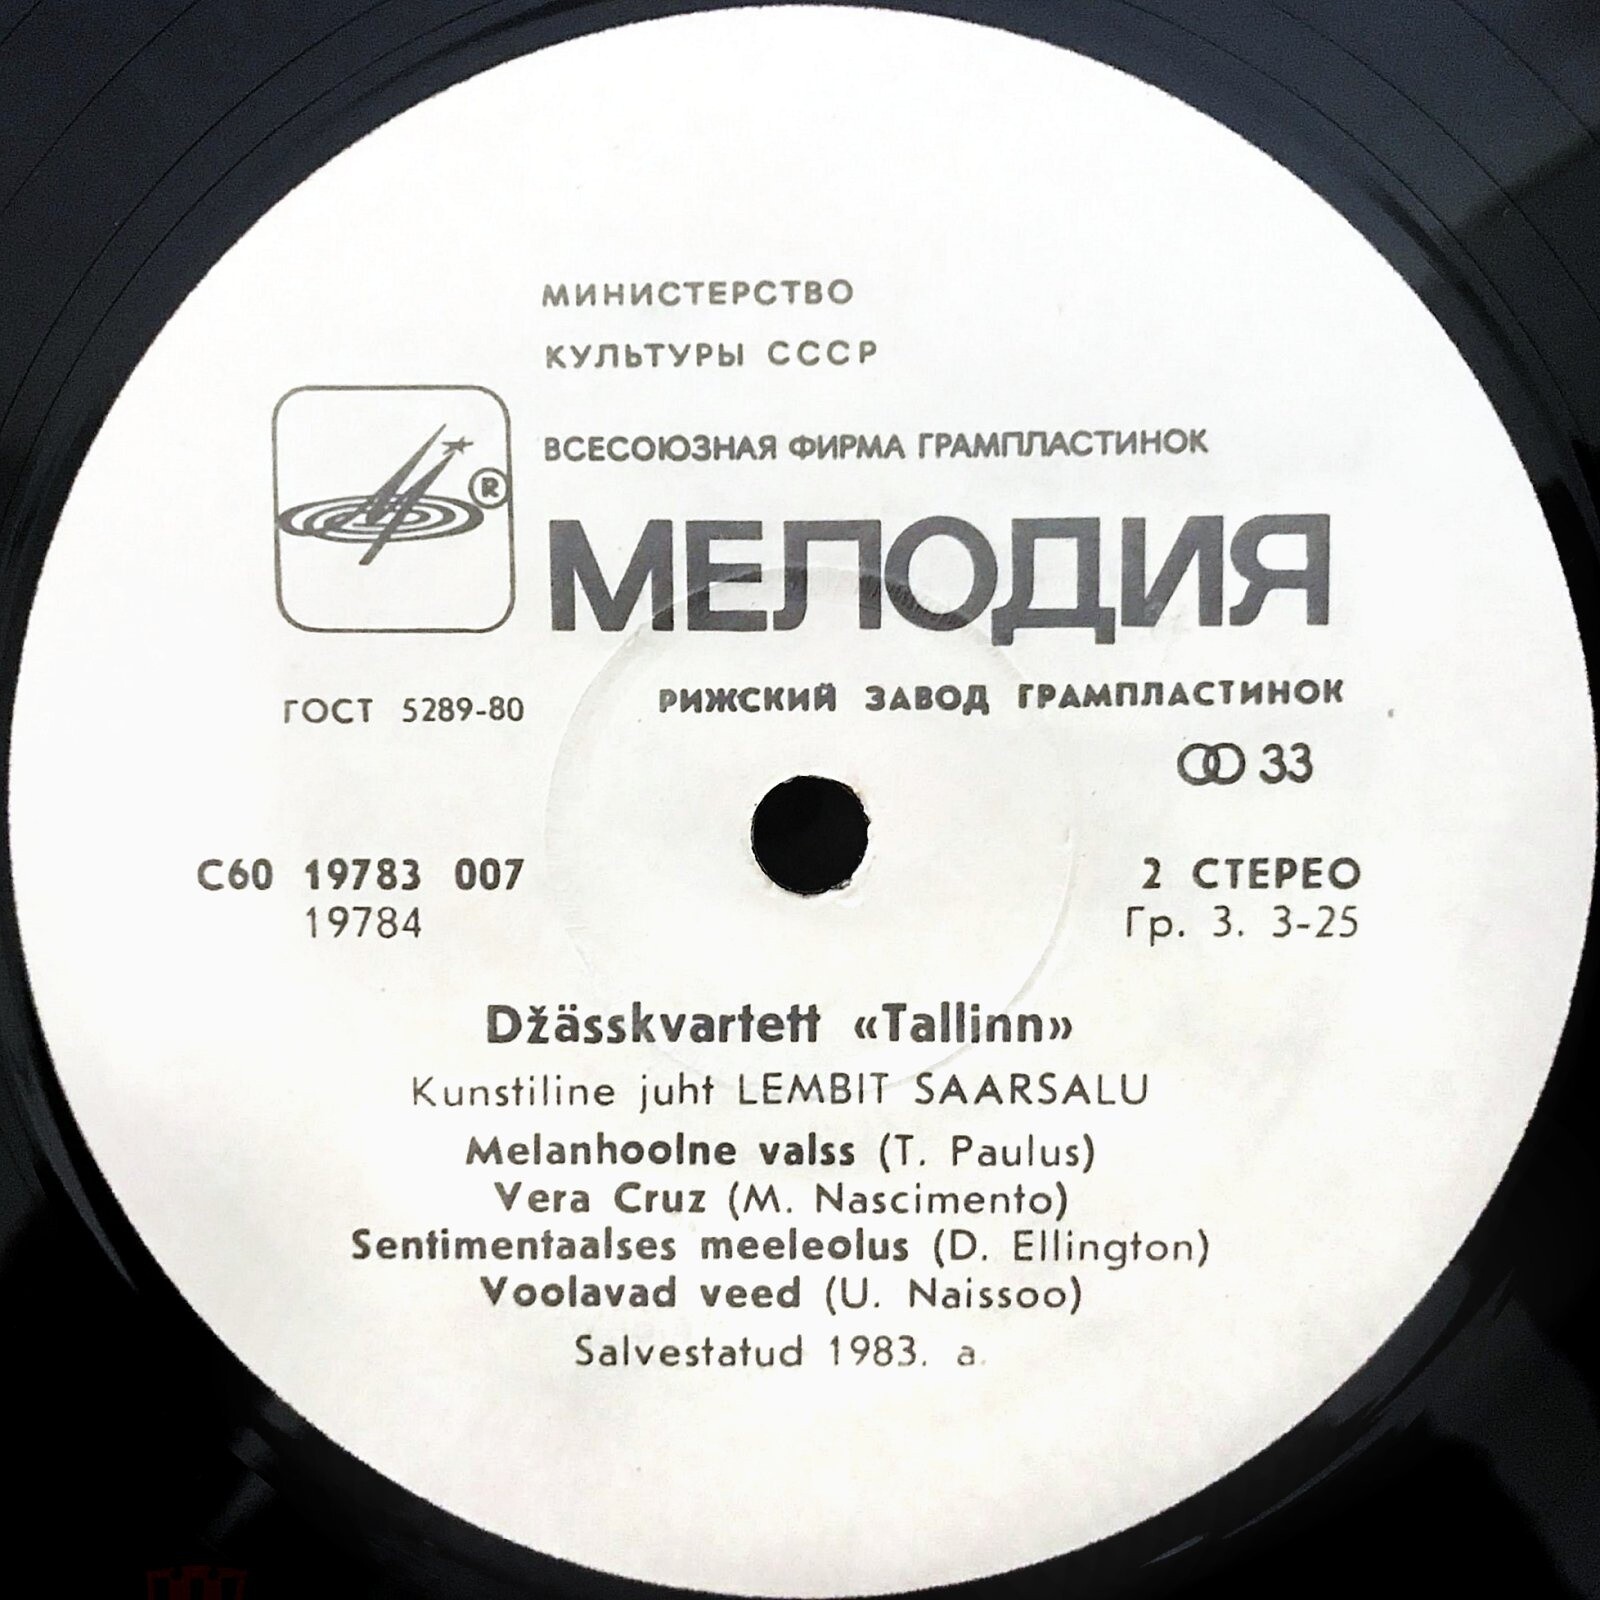 МИНИСТЕРСТВО
КУЛЬТУРЫ СССР
ВСЕСОЮЗНАЯ ФИРМА ГРАМПЛАСТИНОК
®
МЕЛОДИЯ
ГОСТ 5289-80
РИЖСКИЙ ЗАВОД ГРАМПЛАСТИНОК
33
С60 19783 007
19784
2 СТЕРЕО
Гр. 3. 3-25
Džässkvartett «Tallinn»
Kunstiline juht LEMBIT SAARSALU
Melanhoolne valss (T. Paulus)
Vera Cruz (M. Nascimento)
Sentimentaalses meeleolus (D. Ellington)
Voolavad veed (U. Naissoo)
Salvestatud 1983. a.